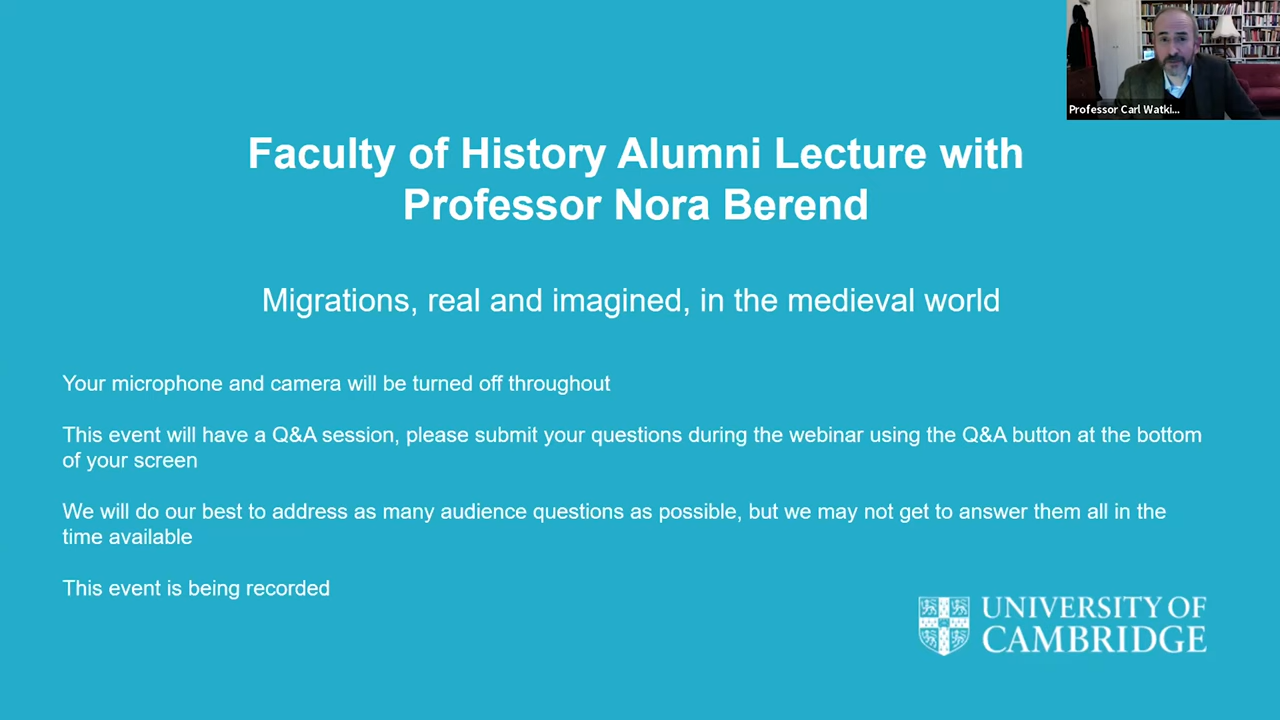 Professor Carl Watki...
Faculty of History Alumni Lecture with
Professor Nora Berend
Migrations, real and imagined, in the medieval world
Your microphone and camera will be turned off throughout
This event will have a Q&A session, please submit your questions during the webinar using the Q&A button at the bottom
of your screen
We will do our best to address as many audience questions as possible, but we may not get to answer them all in the
time available
This event is being recorded
UNIVERSITY OF
CAMBRIDGE